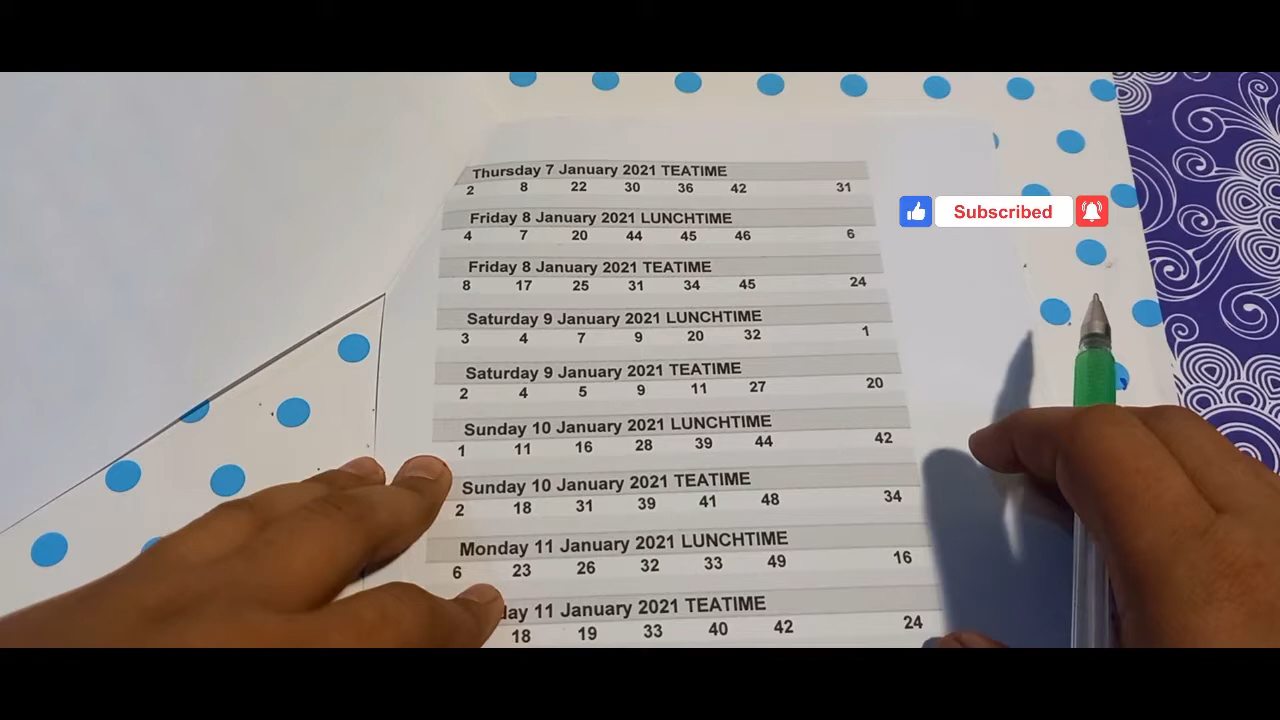 Thursday 7 January 2021 TEATIME
2 8 22 30 36 42 31
Friday 8 January 2021 LUNCHTIME
4 7 20 44 45 46 6
Subscribed
Friday 8 January 2021 TEATIME
8 17 25 31 34 45 24
Saturday 9 January 2021 LUNCHTIME
3 4 7 9 20 32 1
Saturday 9 January 2021 TEATIME
2 4 5 9 11 27 20
Sunday 10 January 2021 LUNCHTIME
1 11 16 28 39 44 42
Sunday 10 January 2021 TEATIME
2 18 31 39 41 48 34
Monday 11 January 2021 LUNCHTIME
6 23 26 32 33 49 16
day 11 January 2021 TEATIME
18 19 33 40 42 24